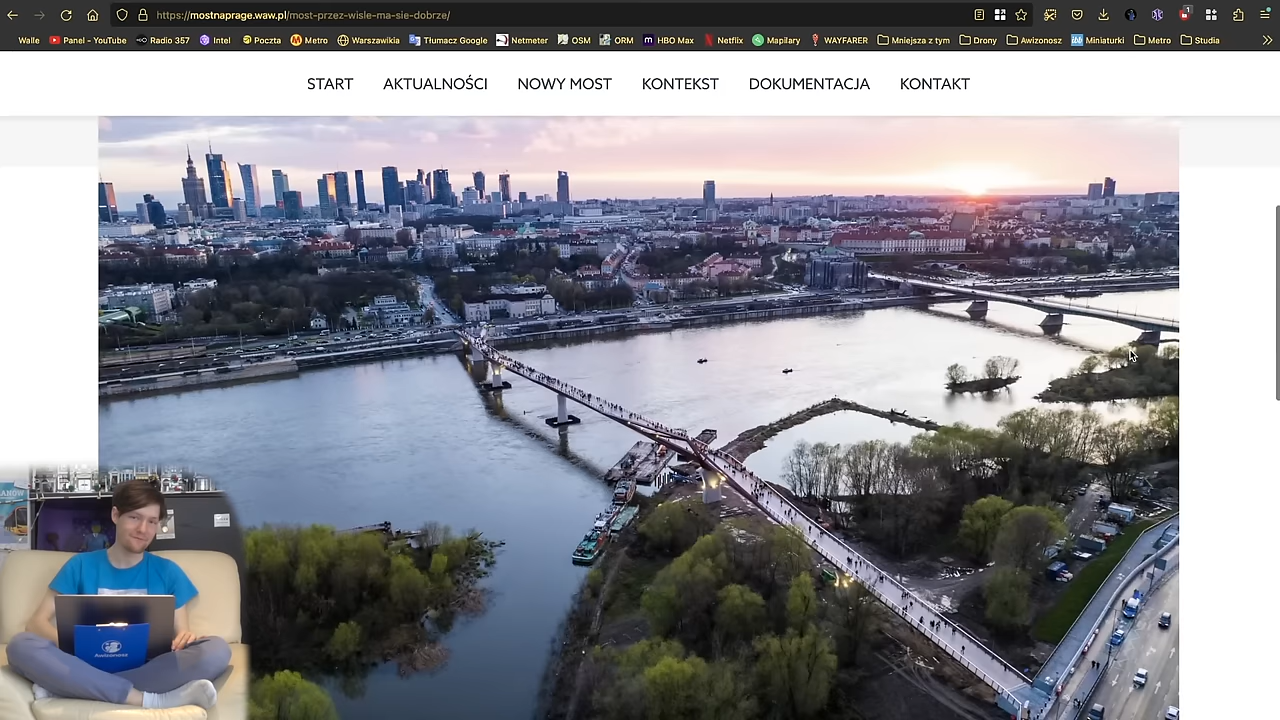 https://mostnaprage.waw.pl/most-przez-wisle-ma-sie-dobrze/
1
Walle Panel - YouTube Radio 357 Intel Poczta Metro Warszawikia Tłumacz Google Netmeter OSM ORM HBO Max Netflix Mapilary WAYFARER Mniejsza z tym Drony Awizonosz Miniaturki Metro Studia
START AKTUALNOŚCI NOWY MOST KONTEKST DOKUMENTACJA KONTAKT
Awizonosz